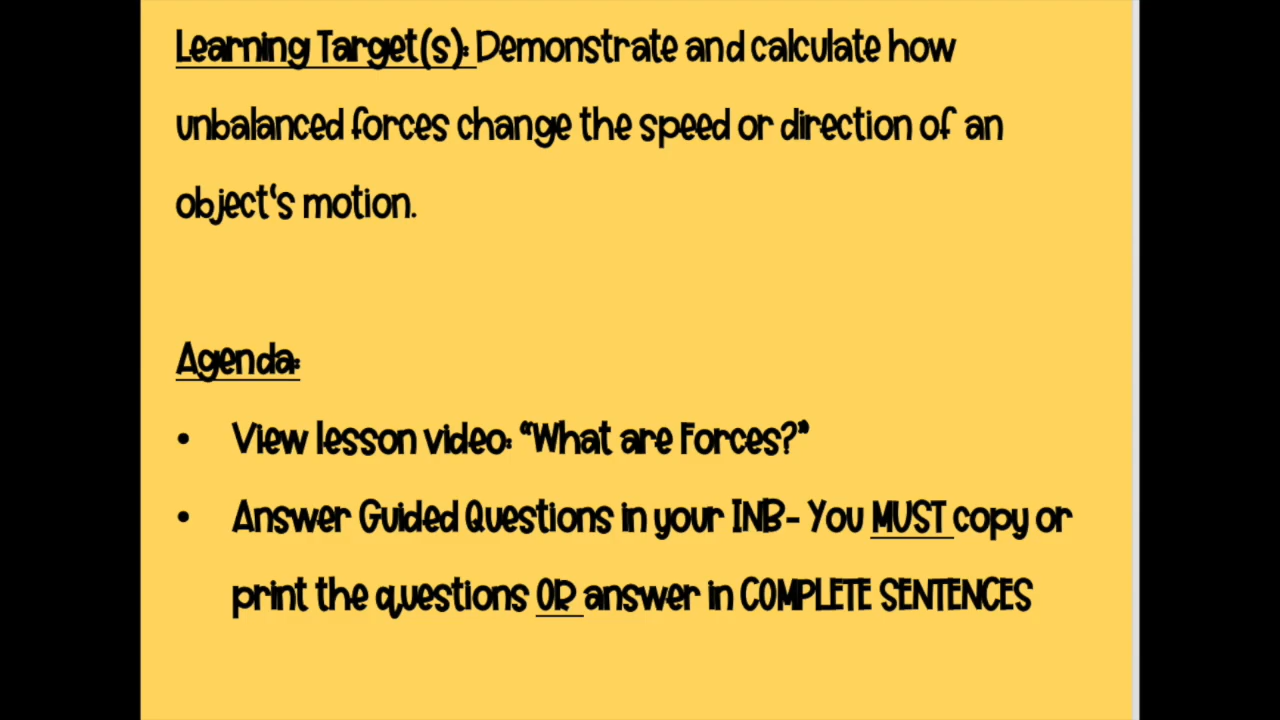 Learning Target(s): Demonstrate and calculate how
unbalanced forces change the speed or direction of an
object‘s motion.
Agenda:
• View lesson video: “What are Forces?”
• Answer Guided Questions in your INB- You MUST copy or
print the questions OR answer in COMPLETE SENTENCES